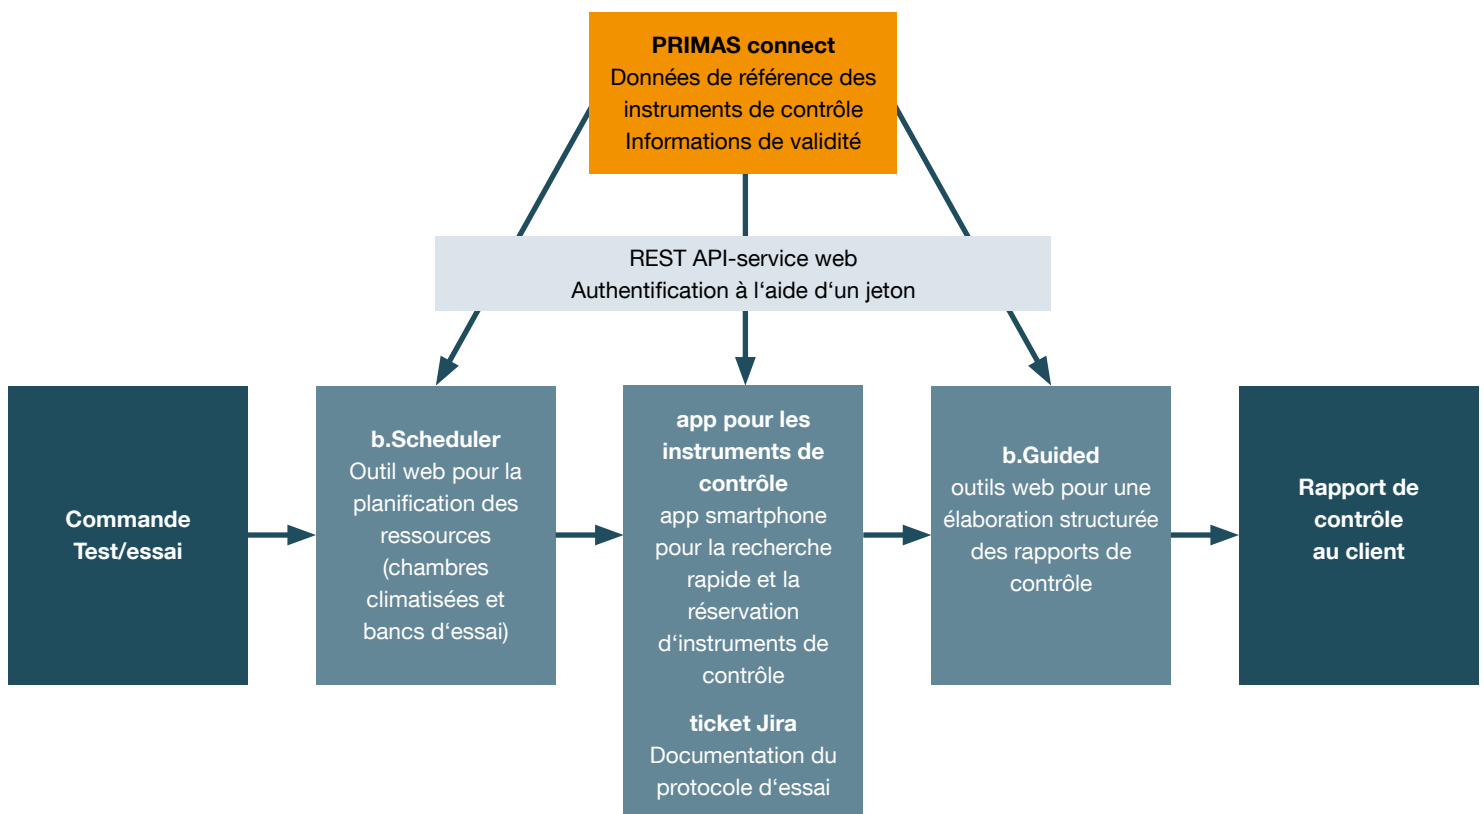 PRIMAS connect
Données de référence des
instruments de contrôle
Informations de validité
REST API-service web
Authentification à l‘aide d‘un jeton
Commande
Test/essai
b.Scheduler
Outil web pour la
planification des
ressources
(chambres
climatisées et
bancs d‘essai)
app pour les
instruments de
contrôle
app smartphone
pour la recherche
rapide et la
réservation
d‘instruments de
contrôle
ticket Jira
Documentation du
protocole d‘essai
b.Guided
outils web pour une
élaboration structurée
des rapports de
contrôle
Rapport de
contrôle
au client